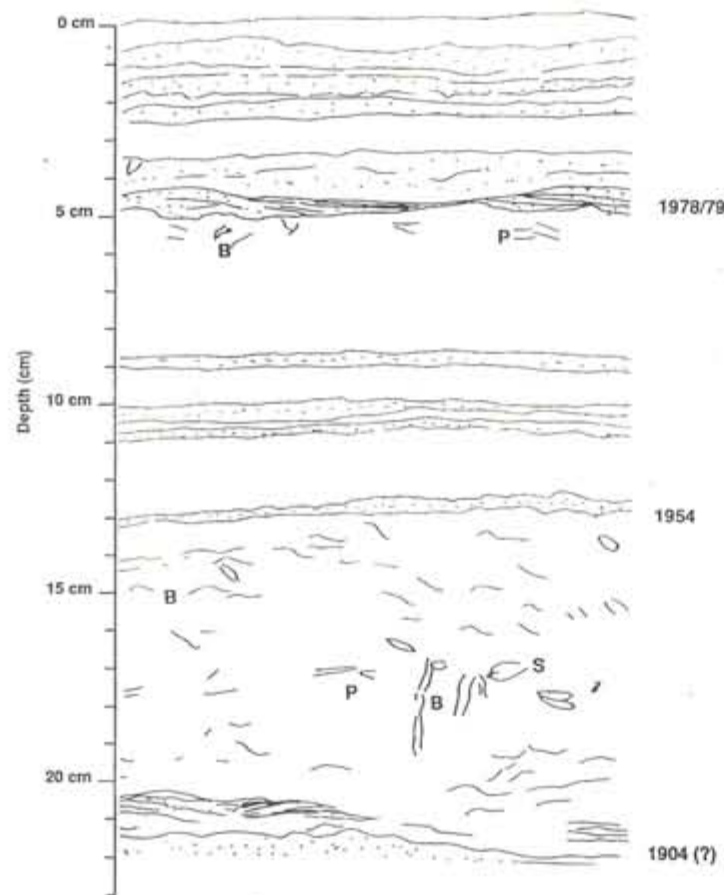 0 cm
5 cm
1978/79
B
P
Depth (cm)
10 cm
1954
15 cm
B
S
P
B
20 cm
1904 (?)